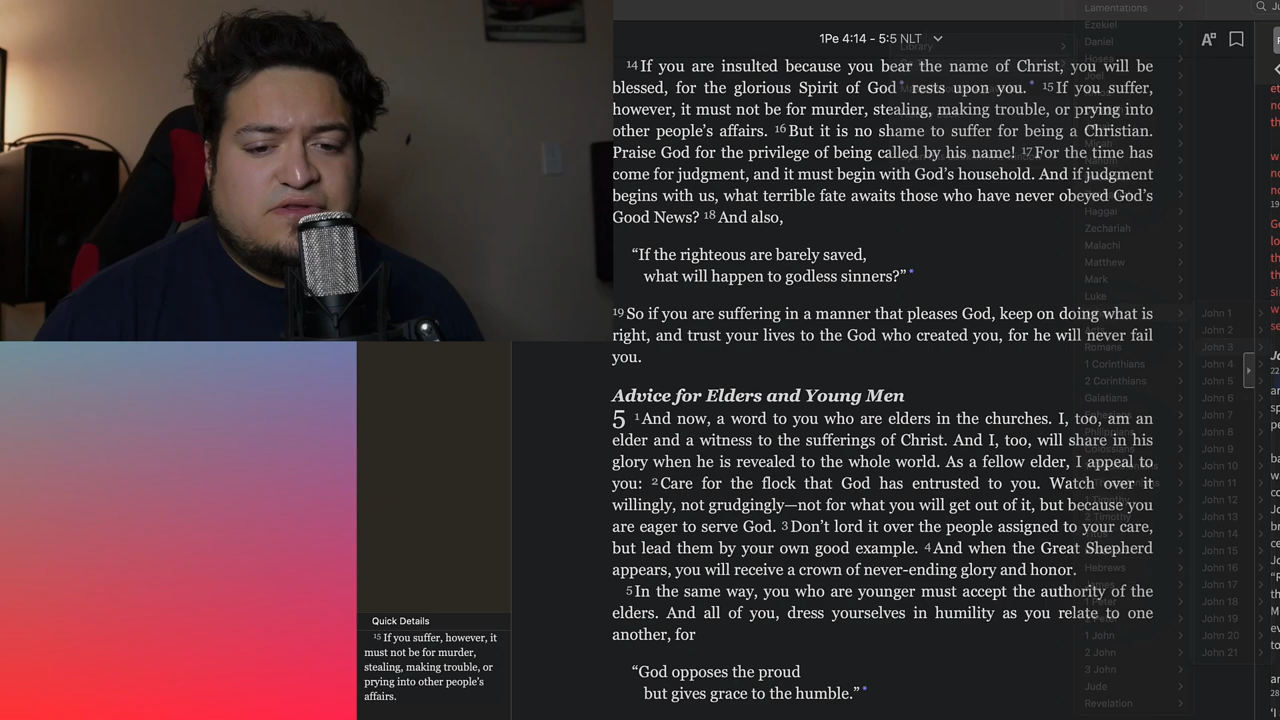 1Pe 4:14 - 5:5 NLT
14 If you are insulted because you bear the name of Christ, you will be
blessed, for the glorious Spirit of God* rests upon you.* 15 If you suffer,
however, it must not be for murder, stealing, making trouble, or prying into
other people’s affairs. 16 But it is no shame to suffer for being a Christian.
Praise God for the privilege of being called by his name! 17 For the time has
come for judgment, and it must begin with God’s household. And if judgment
begins with us, what terrible fate awaits those who have never obeyed God’s
Good News? 18 And also,
“If the righteous are barely saved,
what will happen to godless sinners?”*
19 So if you are suffering in a manner that pleases God, keep on doing what is
right, and trust your lives to the God who created you, for he will never fail
you.
Advice for Elders and Young Men
5 1 And now, a word to you who are elders in the churches. I, too, am an
elder and a witness to the sufferings of Christ. And I, too, will share in his
glory when he is revealed to the whole world. As a fellow elder, I appeal to
you: 2 Care for the flock that God has entrusted to you. Watch over it
willingly, not grudgingly—not for what you will get out of it, but because you
are eager to serve God. 3 Don’t lord it over the people assigned to your care,
but lead them by your own good example. 4 And when the Great Shepherd
appears, you will receive a crown of never-ending glory and honor.
5 In the same way, you who are younger must accept the authority of the
elders. And all of you, dress yourselves in humility as you relate to one
another, for
“God opposes the proud
but gives grace to the humble.”*
Quick Details
15 If you suffer, however, it
must not be for murder,
stealing, making trouble, or
prying into other people’s
affairs.
Library
Lamentations
Ezekiel
Daniel
Hosea
Joel
Micah
Nahum
Haggai
Zechariah
Malachi
Matthew
Mark
Luke
Acts
Romans
1 Corinthians
2 Corinthians
Galatians
Ephesians
Philippians
Colossians
1 Timothy
2 Timothy
Titus
Hebrews
James
1 Peter
2 Peter
1 John
2 John
3 John
Jude
Revelation
John 1
John 2
John 3
John 4
John 5
John 6
John 7
John 8
John 9
John 10
John 11
John 12
John 13
John 14
John 15
John 16
John 17
John 18
John 19
John 20
John 21